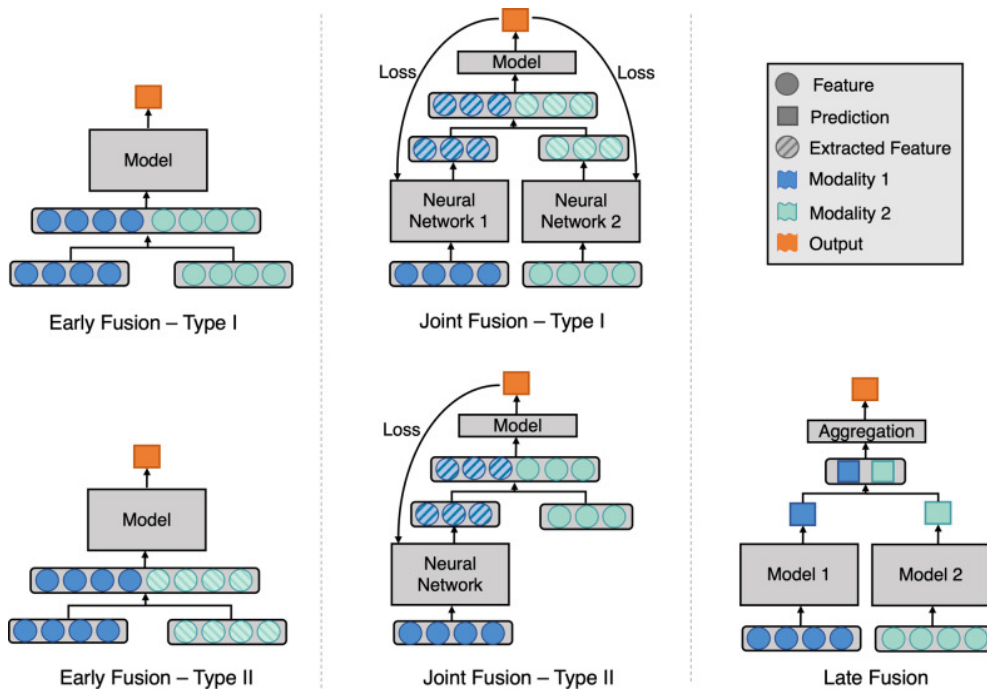 Model
Early Fusion – Type I
Model
Loss
Loss
Neural
Network 1
Neural
Network 2
Joint Fusion – Type I
Feature
Prediction
Extracted Feature
Modality 1
Modality 2
Output
Model
Early Fusion – Type II
Model
Loss
Neural
Network
Joint Fusion – Type II
Aggregation
Model 1
Model 2
Late Fusion